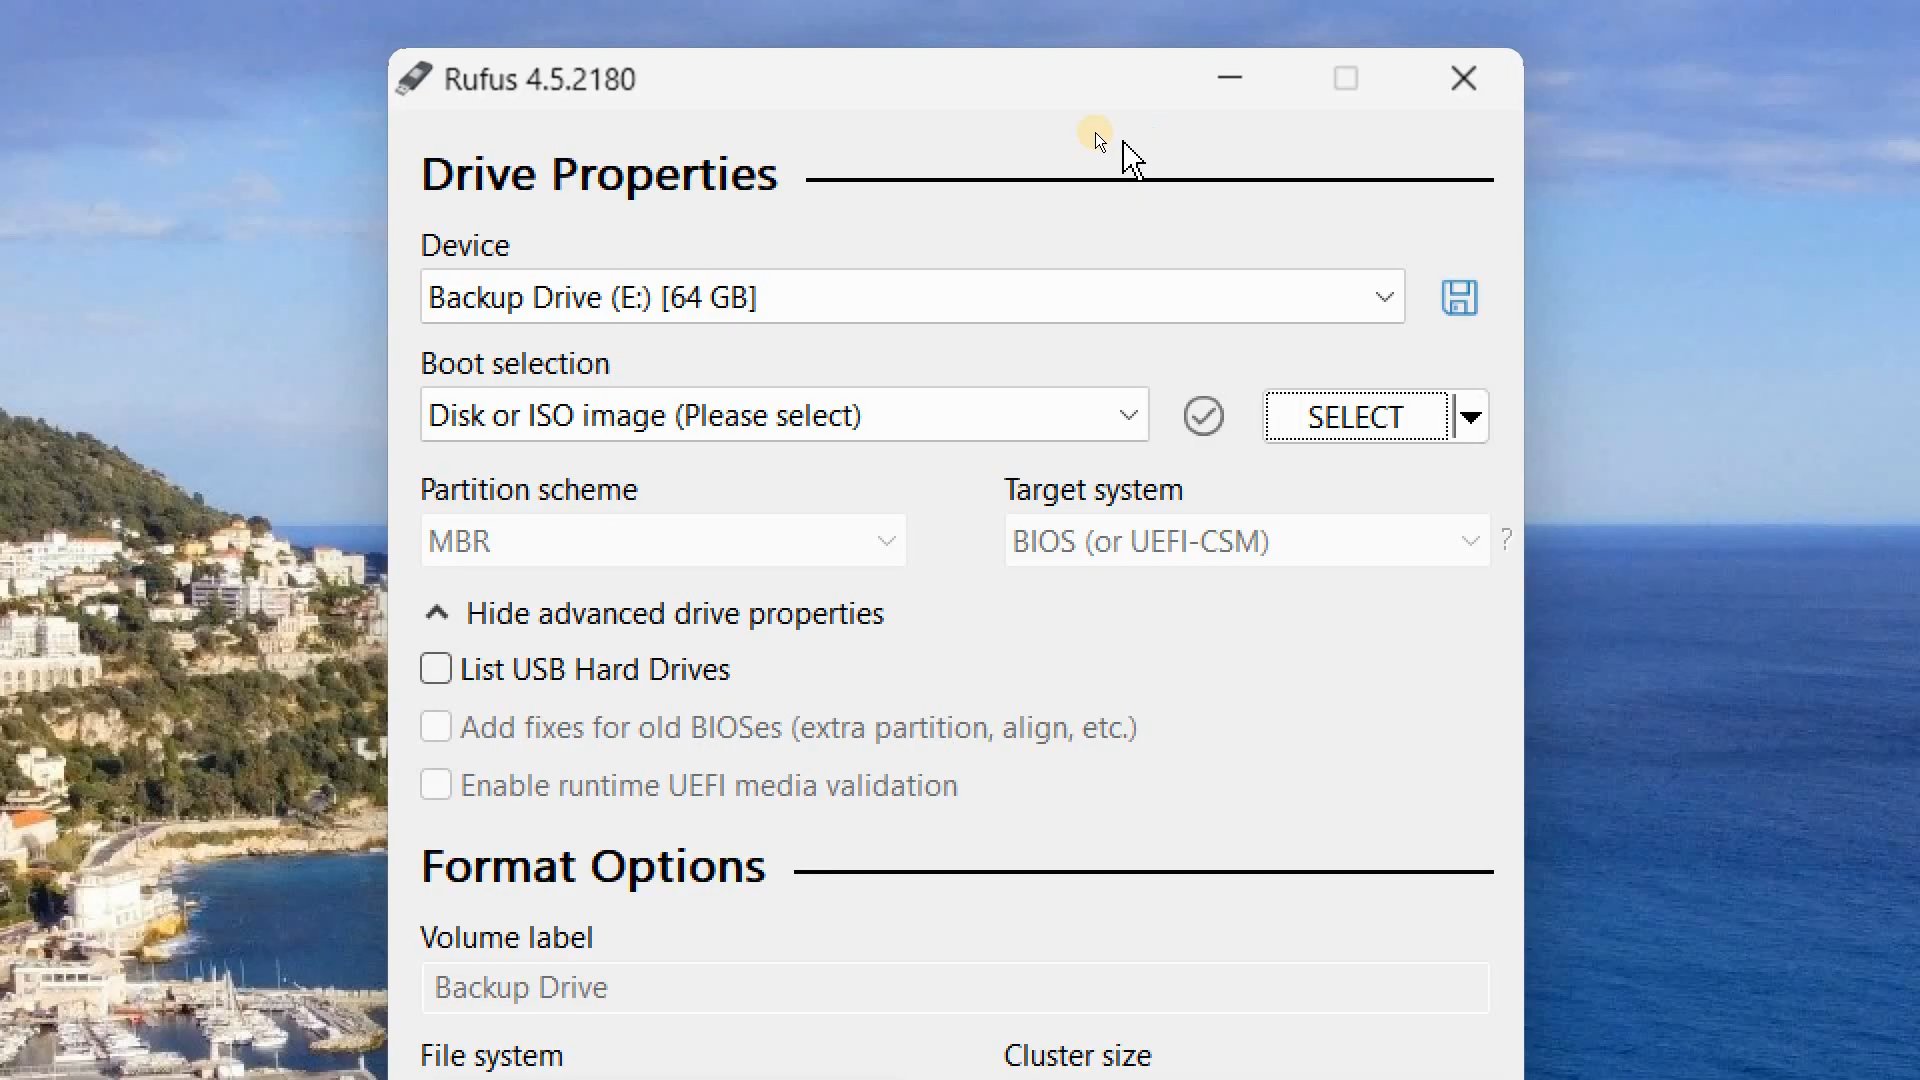 Rufus 4.5.2180
Drive Properties
Device
Backup Drive (E:) [64 GB]
Boot selection
Disk or ISO image (Please select)
SELECT
Partition scheme
Target system
MBR
BIOS (or UEFI-CSM)
?
Hide advanced drive properties
List USB Hard Drives
Add fixes for old BIOSes (extra partition, align, etc.)
Enable runtime UEFI media validation
Format Options
Volume label
Backup Drive
File system
Cluster size